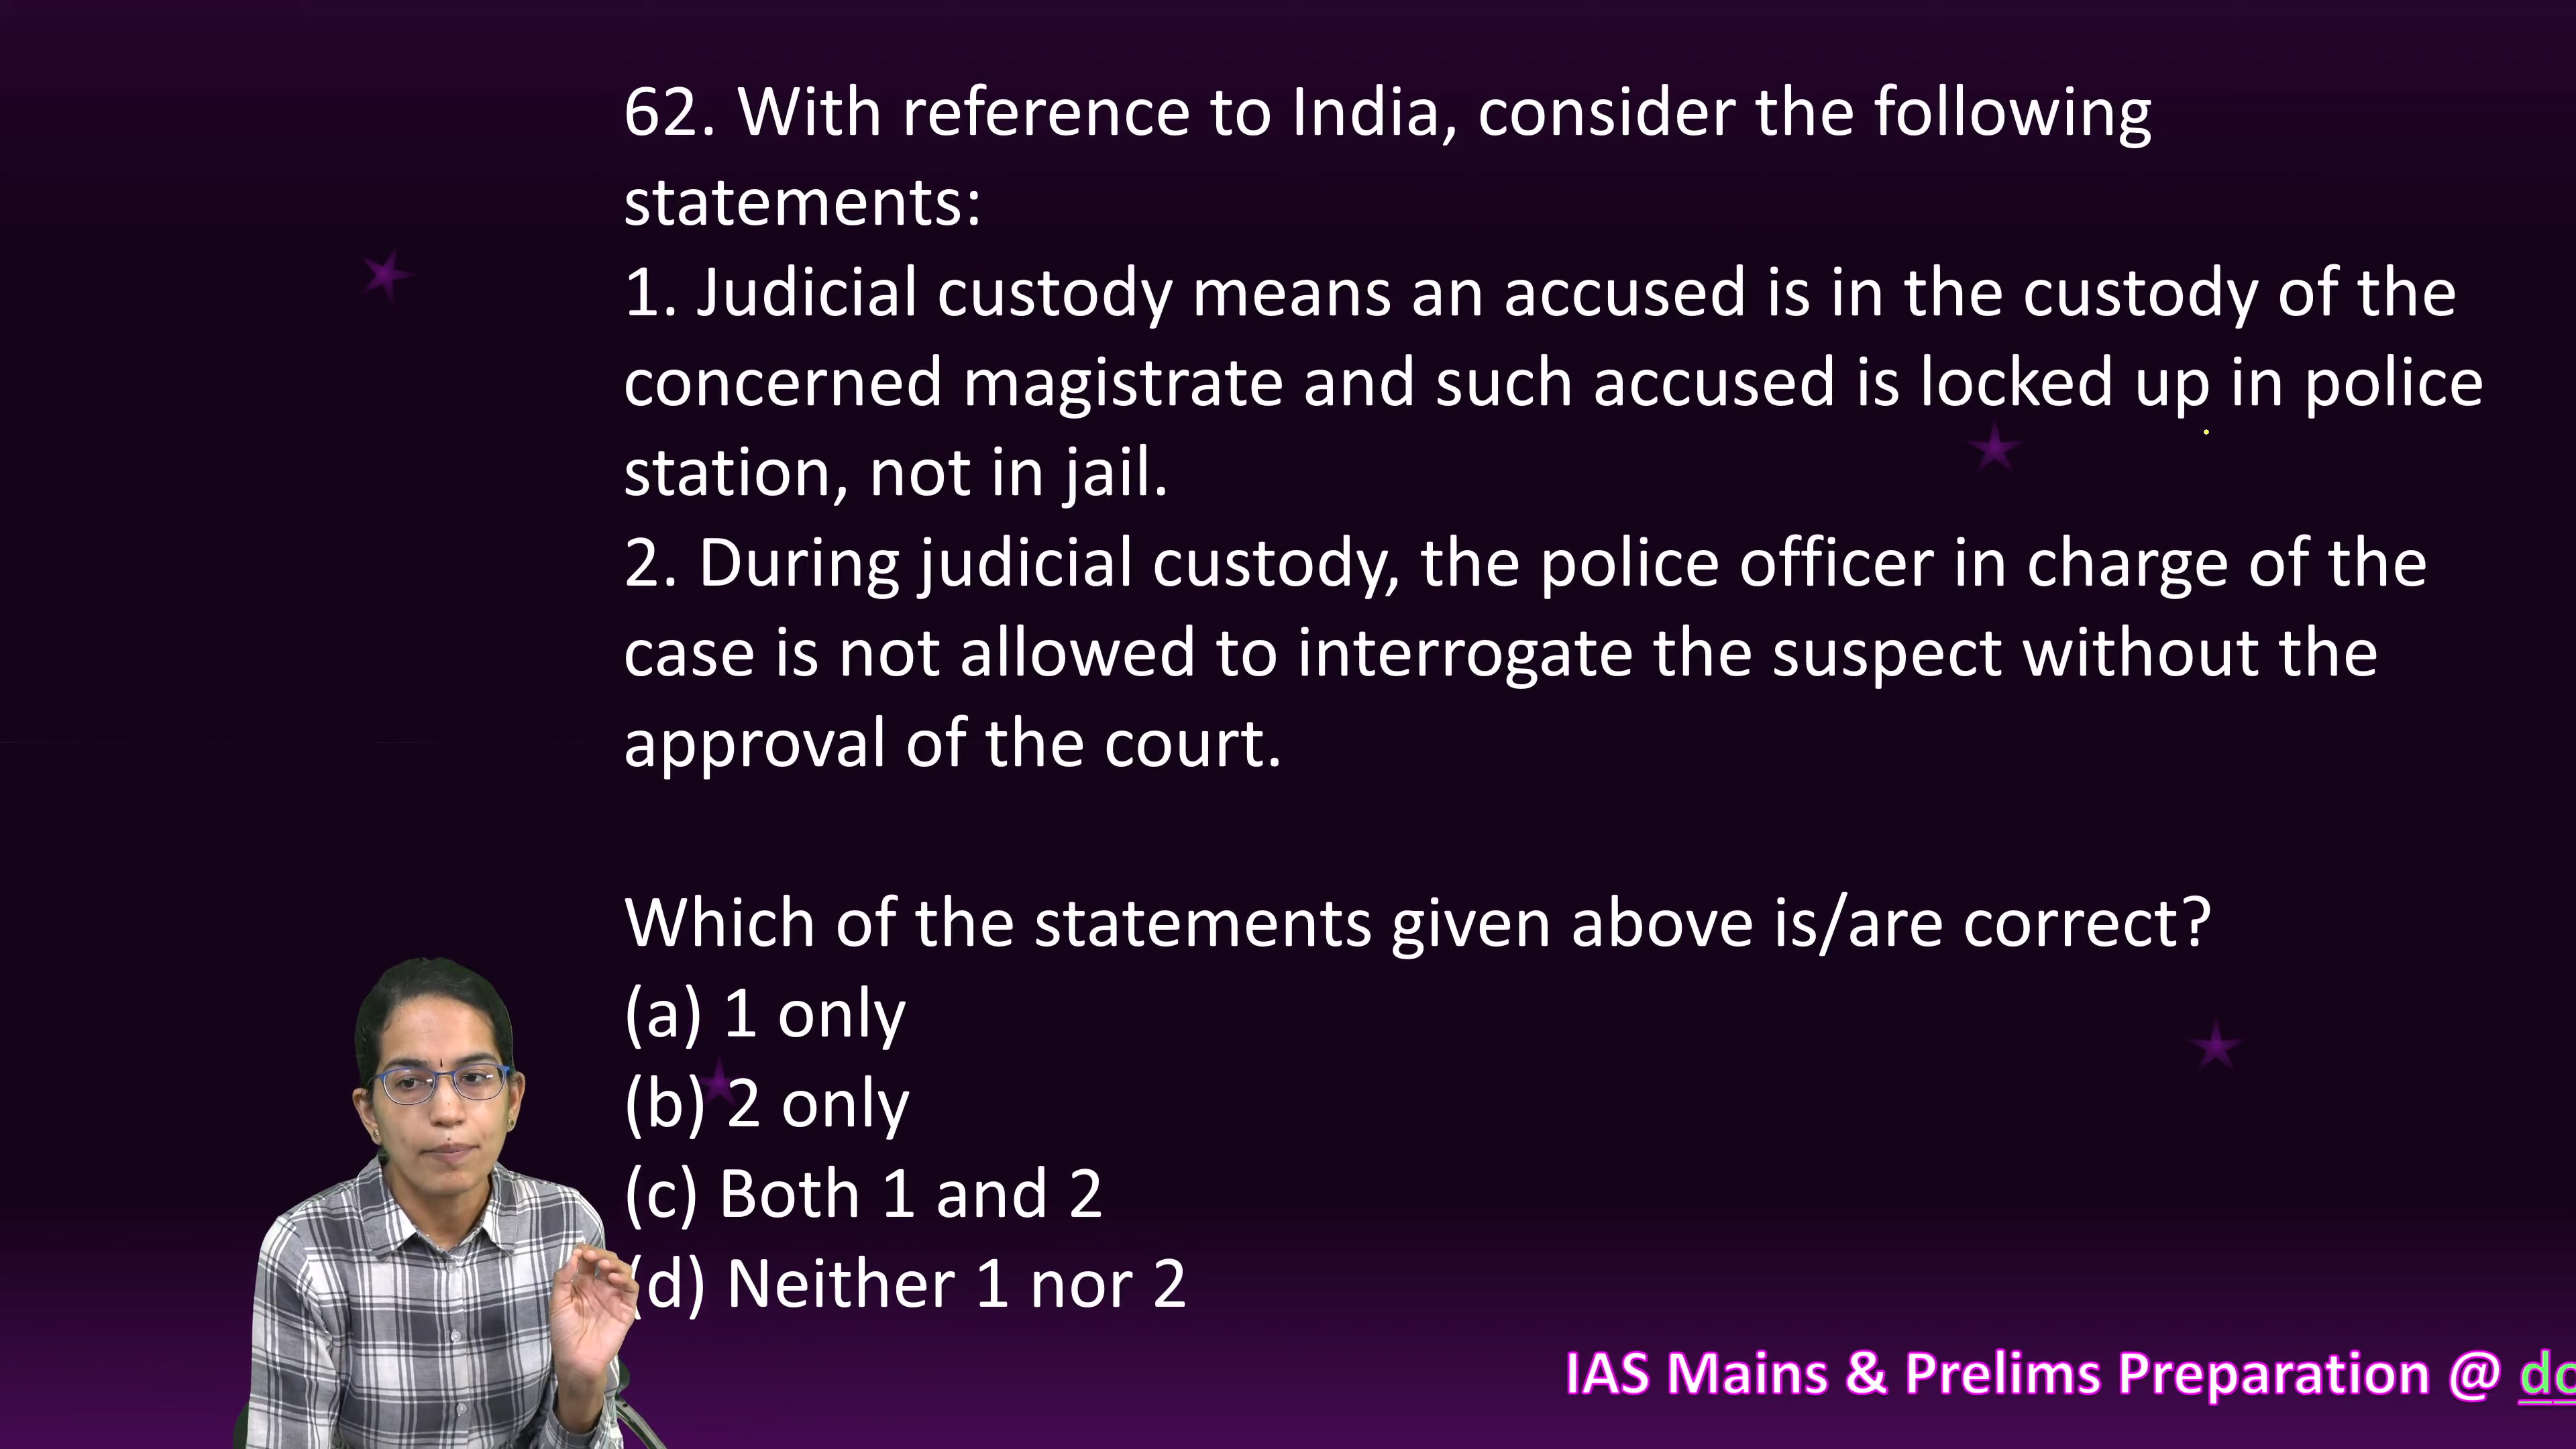 62. With reference to India, consider the following
statements:
1. Judicial custody means an accused is in the custody of the
concerned magistrate and such accused is locked up in police
station, not in jail.
2. During judicial custody, the police officer in charge of the
case is not allowed to interrogate the suspect without the
approval of the court.
Which of the statements given above is/are correct?
(a) 1 only
(b) 2 only
(c) Both 1 and 2
(d) Neither 1 nor 2
IAS Mains & Prelims Preparation @